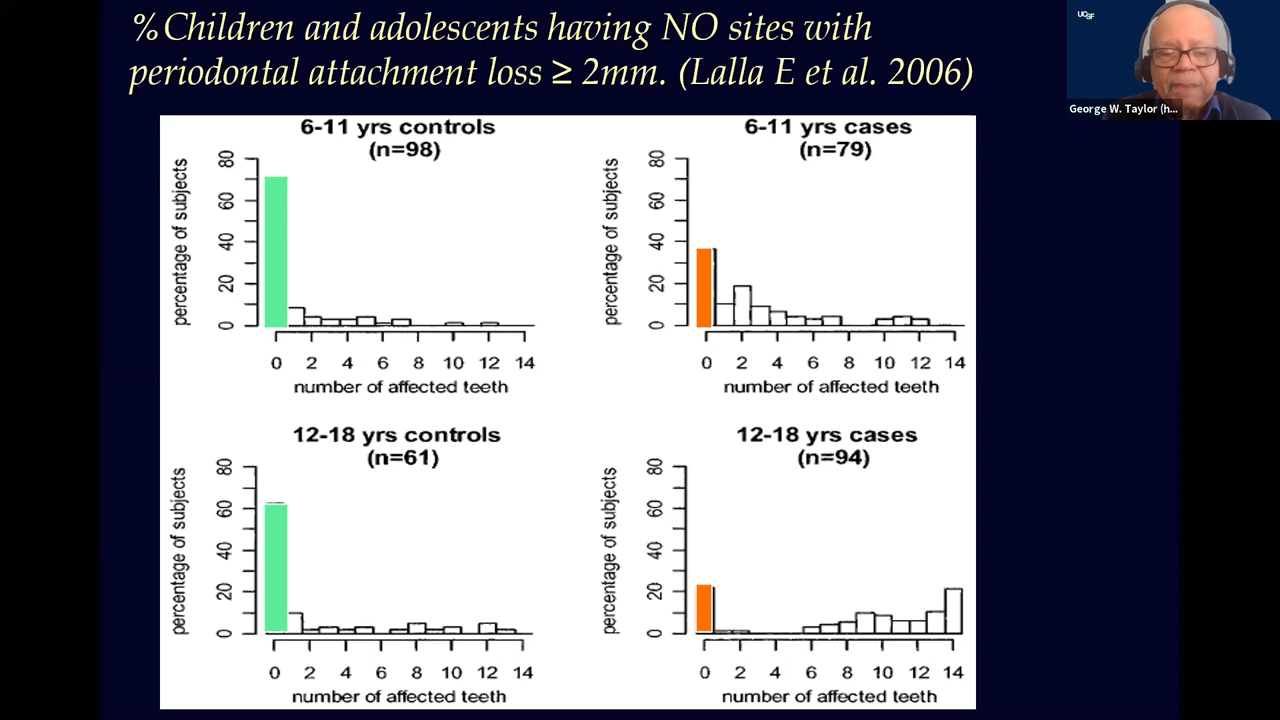 % Children and adolescents having NO sites with
periodontal attachment loss ≥ 2mm. (Lalla E et al. 2006)
UCSF
George W. Taylor (h...
6-11 yrs controls
(n=98)
percentage of subjects
80
60
40
20
0
0 2 4 6 8 10 12 14
number of affected teeth
6-11 yrs cases
(n=79)
percentage of subjects
80
60
40
20
0
0 2 4 6 8 10 12 14
number of affected teeth
12-18 yrs controls
(n=61)
percentage of subjects
80
60
40
20
0
0 2 4 6 8 10 12 14
number of affected teeth
12-18 yrs cases
(n=94)
percentage of subjects
80
60
40
20
0
0 2 4 6 8 10 12 14
number of affected teeth